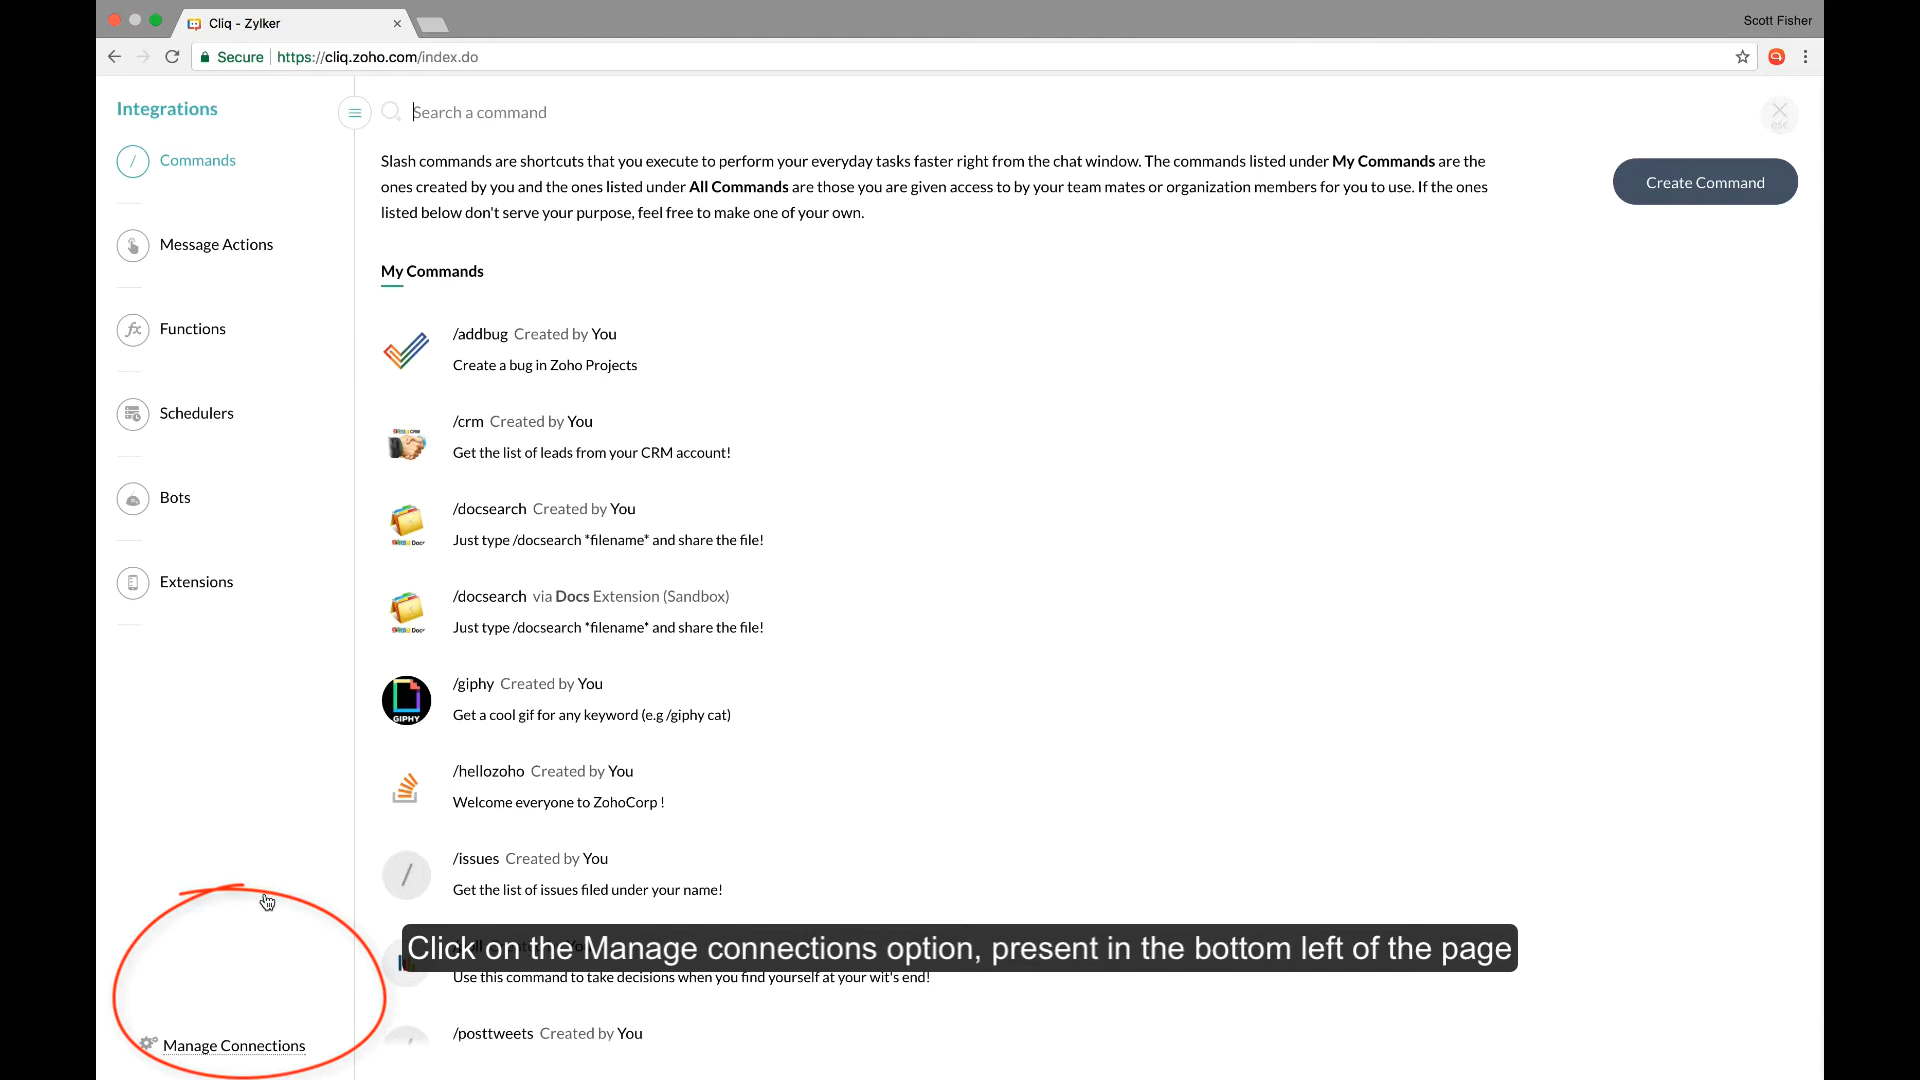 Cliq - Zylker
Scott Fisher
Secure https://cliq.zoho.com/index.do
Integrations
Search a command
esc
Commands
Message Actions
Functions
Schedulers
Bots
Extensions
Manage Connections
Slash commands are shortcuts that you execute to perform your everyday tasks faster right from the chat window. The commands listed under My Commands are the
ones created by you and the ones listed under All Commands are those you are given access to by your team mates or organization members for you to use. If the ones
listed below don't serve your purpose, feel free to make one of your own.
Create Command
My Commands
/addbug Created by You
Create a bug in Zoho Projects
/crm Created by You
Get the list of leads from your CRM account!
/docsearch Created by You
Just type /docsearch *filename* and share the file!
/docsearch via Docs Extension (Sandbox)
Just type /docsearch *filename* and share the file!
GIPHY
/giphy Created by You
Get a cool gif for any keyword (e.g /giphy cat)
/hellozoho Created by You
Welcome everyone to ZohoCorp !
/issues Created by You
Get the list of issues filed under your name!
Click on the Manage connections option, present in the bottom left of the page
Use this command to take decisions when you find yourself at your wit's end!
/posttweets Created by You